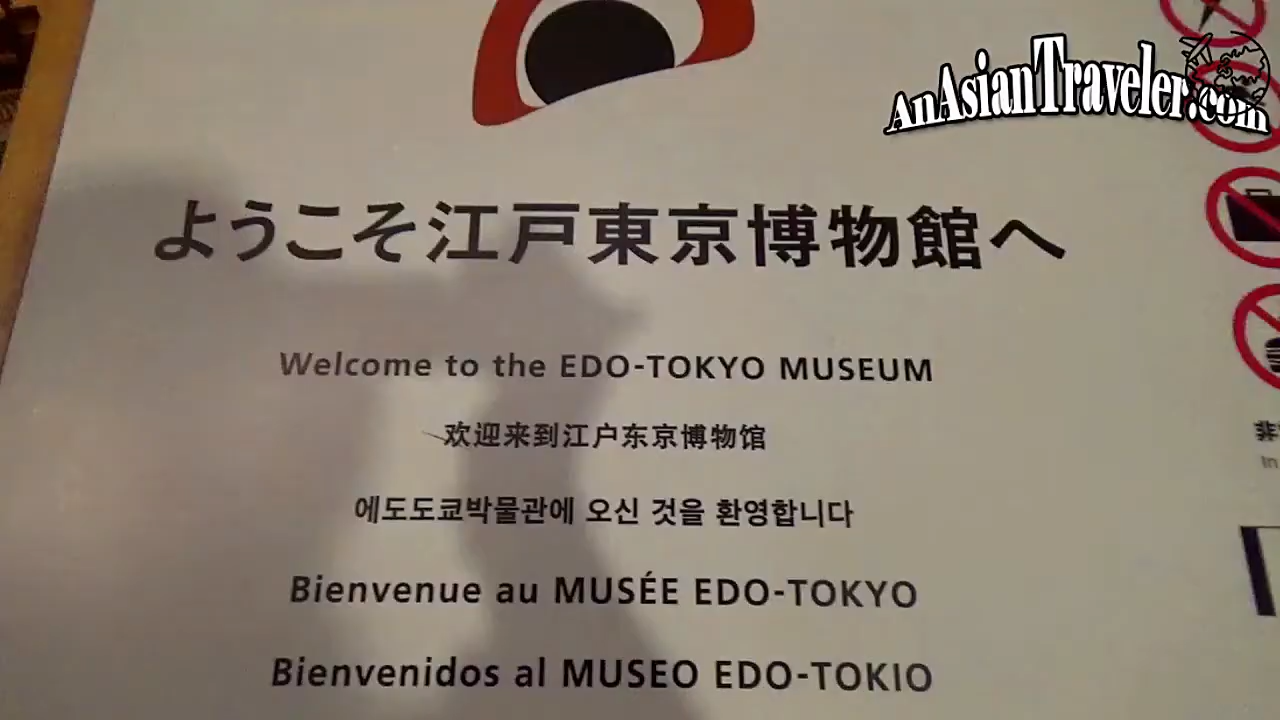 AnAsianTraveler.com
ようこそ江戸東京博物館へ
Welcome to the EDO-TOKYO MUSEUM
欢迎来到江户东京博物馆
에도도쿄박물관에 오신 것을 환영합니다
Bienvenue au MUSÉE EDO-TOKYO
Bienvenidos al MUSEO EDO-TOKIO
非
In